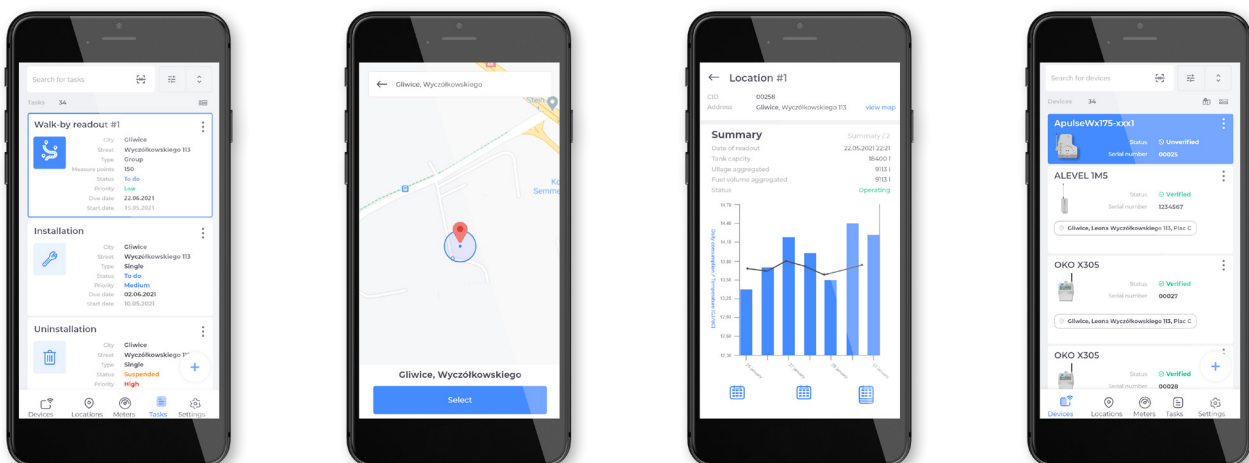 Search for tasks
Tasks 34
Walk-by readout #1
City Gliwice
Street Wyczółkowskiego 113
Type Group
Measure points 150
Status To do
Priority Low
Due date 22.06.2021
Start date 15.05.2021
Installation
City Gliwice
Street Wyczółkowskiego 113
Type Single
Status To do
Priority Medium
Due date 02.06.2021
Start date 10.05.2021
Uninstallation
City Gliwice
Street Wyczółkowskiego
Type Single
Status Suspended
Priority High
Devices Locations Meters Tasks Settings
Gliwice, Wyczółkowskiego
Stein
Ko
Semme
Gliwice, Wyczółkowskiego
Select
Location #1
CID 00258
Address Gliwice, Wyczółkowskiego 113 view map
Summary Summary / 2
Date of readout 22.05.2021 22:21
Tank capcity 18400 l
Ullage aggregated 9113 l
Fuel volume aggregated 9113 l
Status Operating
Search for devices
Devices 34
ApulseWx175-xxx1
Status Unverified
Serial number 00025
ALEVEL 1M5
Status Verified
Serial number 1234567
Gliwice, Leona Wyczółkowskiego 113, Plac C
OKO X305
Status Verified
Serial number 00027
Gliwice, Leona Wyczółkowskiego 113, Plac C
OKO X305
Status Verified
Serial number 00028
Devices Locations Meters Tasks Settings